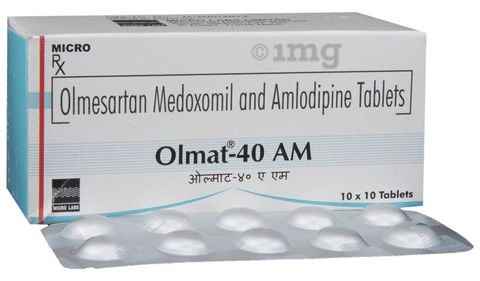 ©1mg
MICRO
Rx
Olmesartan Medoxomil and Amlodipine Tablets
Olmat®-40 AM
ओल्माट-४० ए एम
10 x 10 Tablets
MICRO LABS